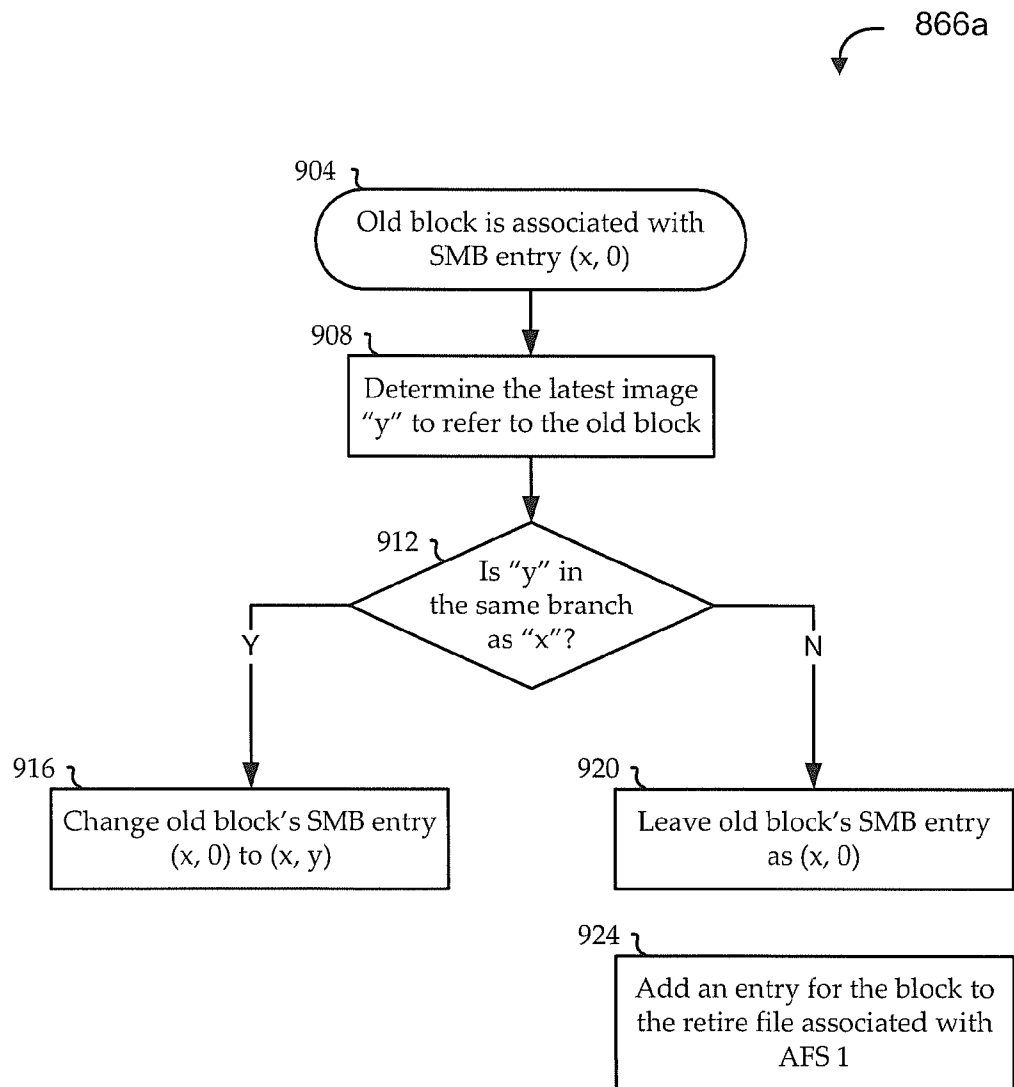 866a
904
Old block is associated with
SMB entry (x, 0)
908
Determine the latest image
“y” to refer to the old block
912
Is “y” in
the same branch
as “x”?
Y
N
916
Change old block’s SMB entry
(x, 0) to (x, y)
920
Leave old block’s SMB entry
as (x, 0)
924
Add an entry for the block to
the retire file associated with
AFS 1